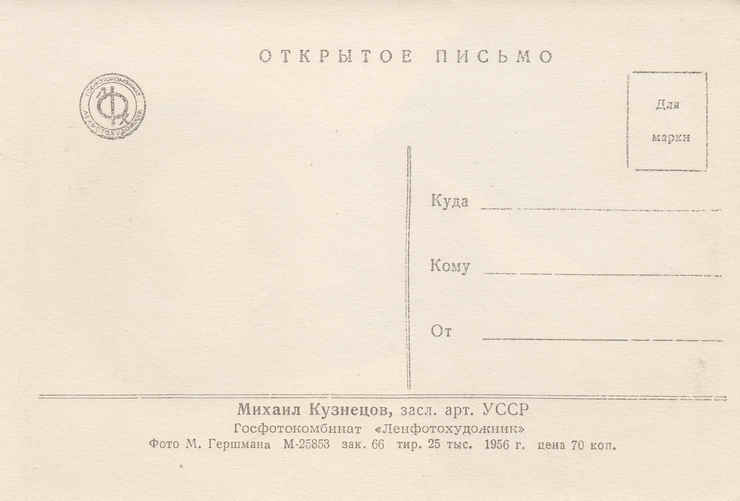 ОТКРЫТОЕ ПИСЬМО
Для
марки
Куда
Кому
От
Михаил Кузнецов, засл. арт. УССР
Госфотокомбинат «Ленфотохудожник»
Фото М. Гершмана М-25853 зак. 66 тир. 25 тыс. 1956 г. цена 70 коп.